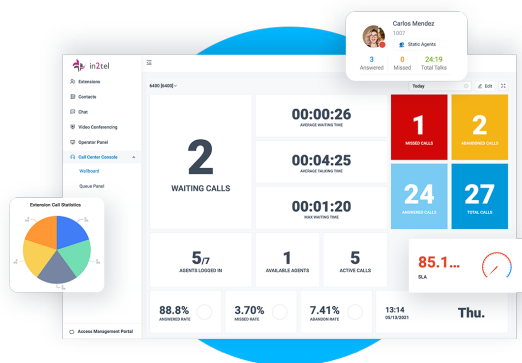 Carlos Mendez
1007
Static Agents
3
Answered
0
Missed
24:19
Total Talks
in2tel
Extensions
Contacts
Chat
Video Conferencing
Operator Panel
Call Center Console
Wallboard
Queue Panel
Access Management Portal
6400 [6400]
Today
Edit
2
WAITING CALLS
00:00:26
AVERAGE WAITING TIME
00:04:25
AVERAGE TALKING TIME
00:01:20
MAX WAITING TIME
1
MISSED CALLS
2
ABANDONED CALLS
24
ANSWERED CALLS
27
TOTAL CALLS
5/7
AGENTS LOGGED IN
1
AVAILABLE AGENTS
5
ACTIVE CALLS
85.1...
SLA
88.8%
ANSWERED RATE
3.70%
MISSED RATE
7.41%
ABANDON RATE
13:14
05/13/2021
Thu.
Extension Call Statistics